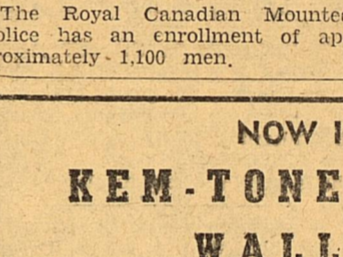 The Royal Canadian Mounted
olice has an enrollment of ap
roximately 1,100 men.
NOW I
KEM-TONE
WALL